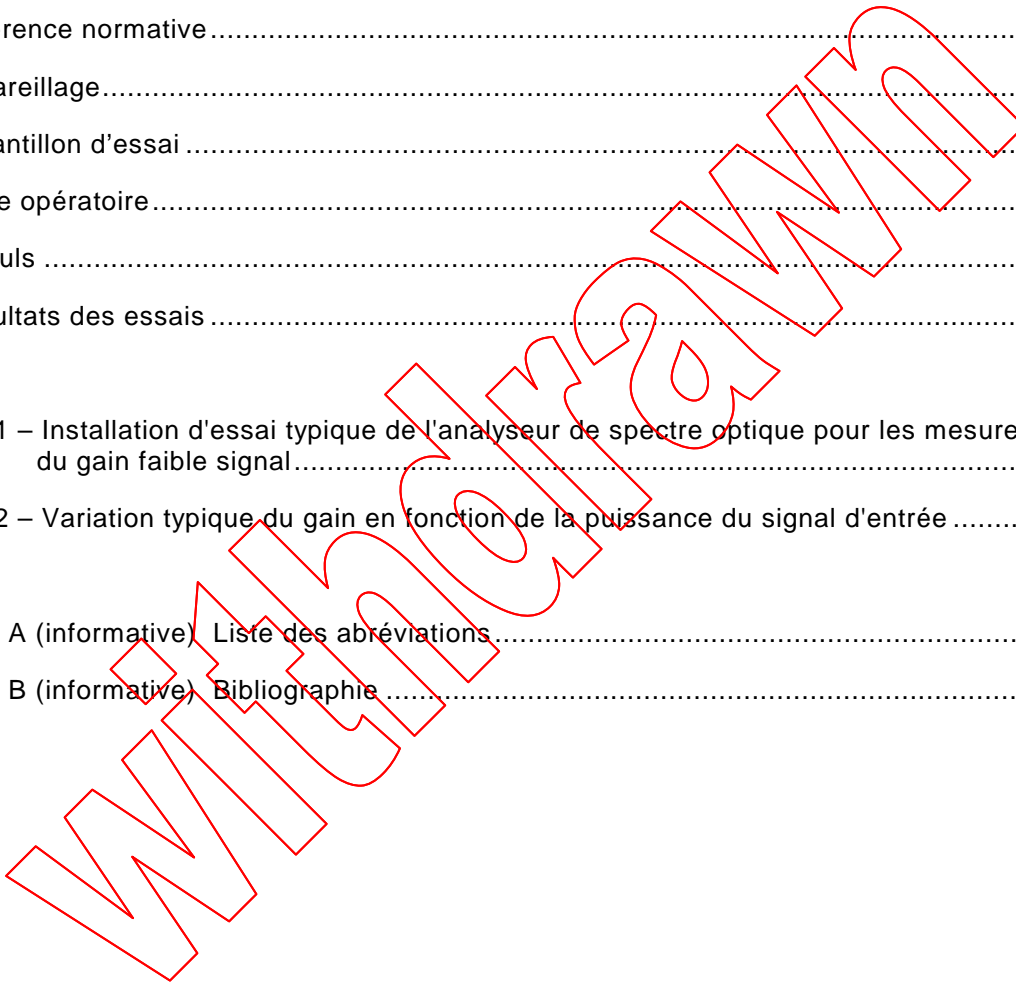 rence normative....................................................................................................
areillage....................................................................................................
antillon d'essai....................................................................................................
e opératoire....................................................................................................
uls ....................................................................................................
ultats des essais....................................................................................................
1 – Installation d'essai typique de l'analyseur de spectre optique pour les mesure
du gain faible signal....................................................................................................
2 – Variation typique du gain en fonction de la puissance du signal d'entrée ........
A (informative) Liste des abréviations....................................................................................................
B (informative) Bibliographie....................................................................................................
withdrawn